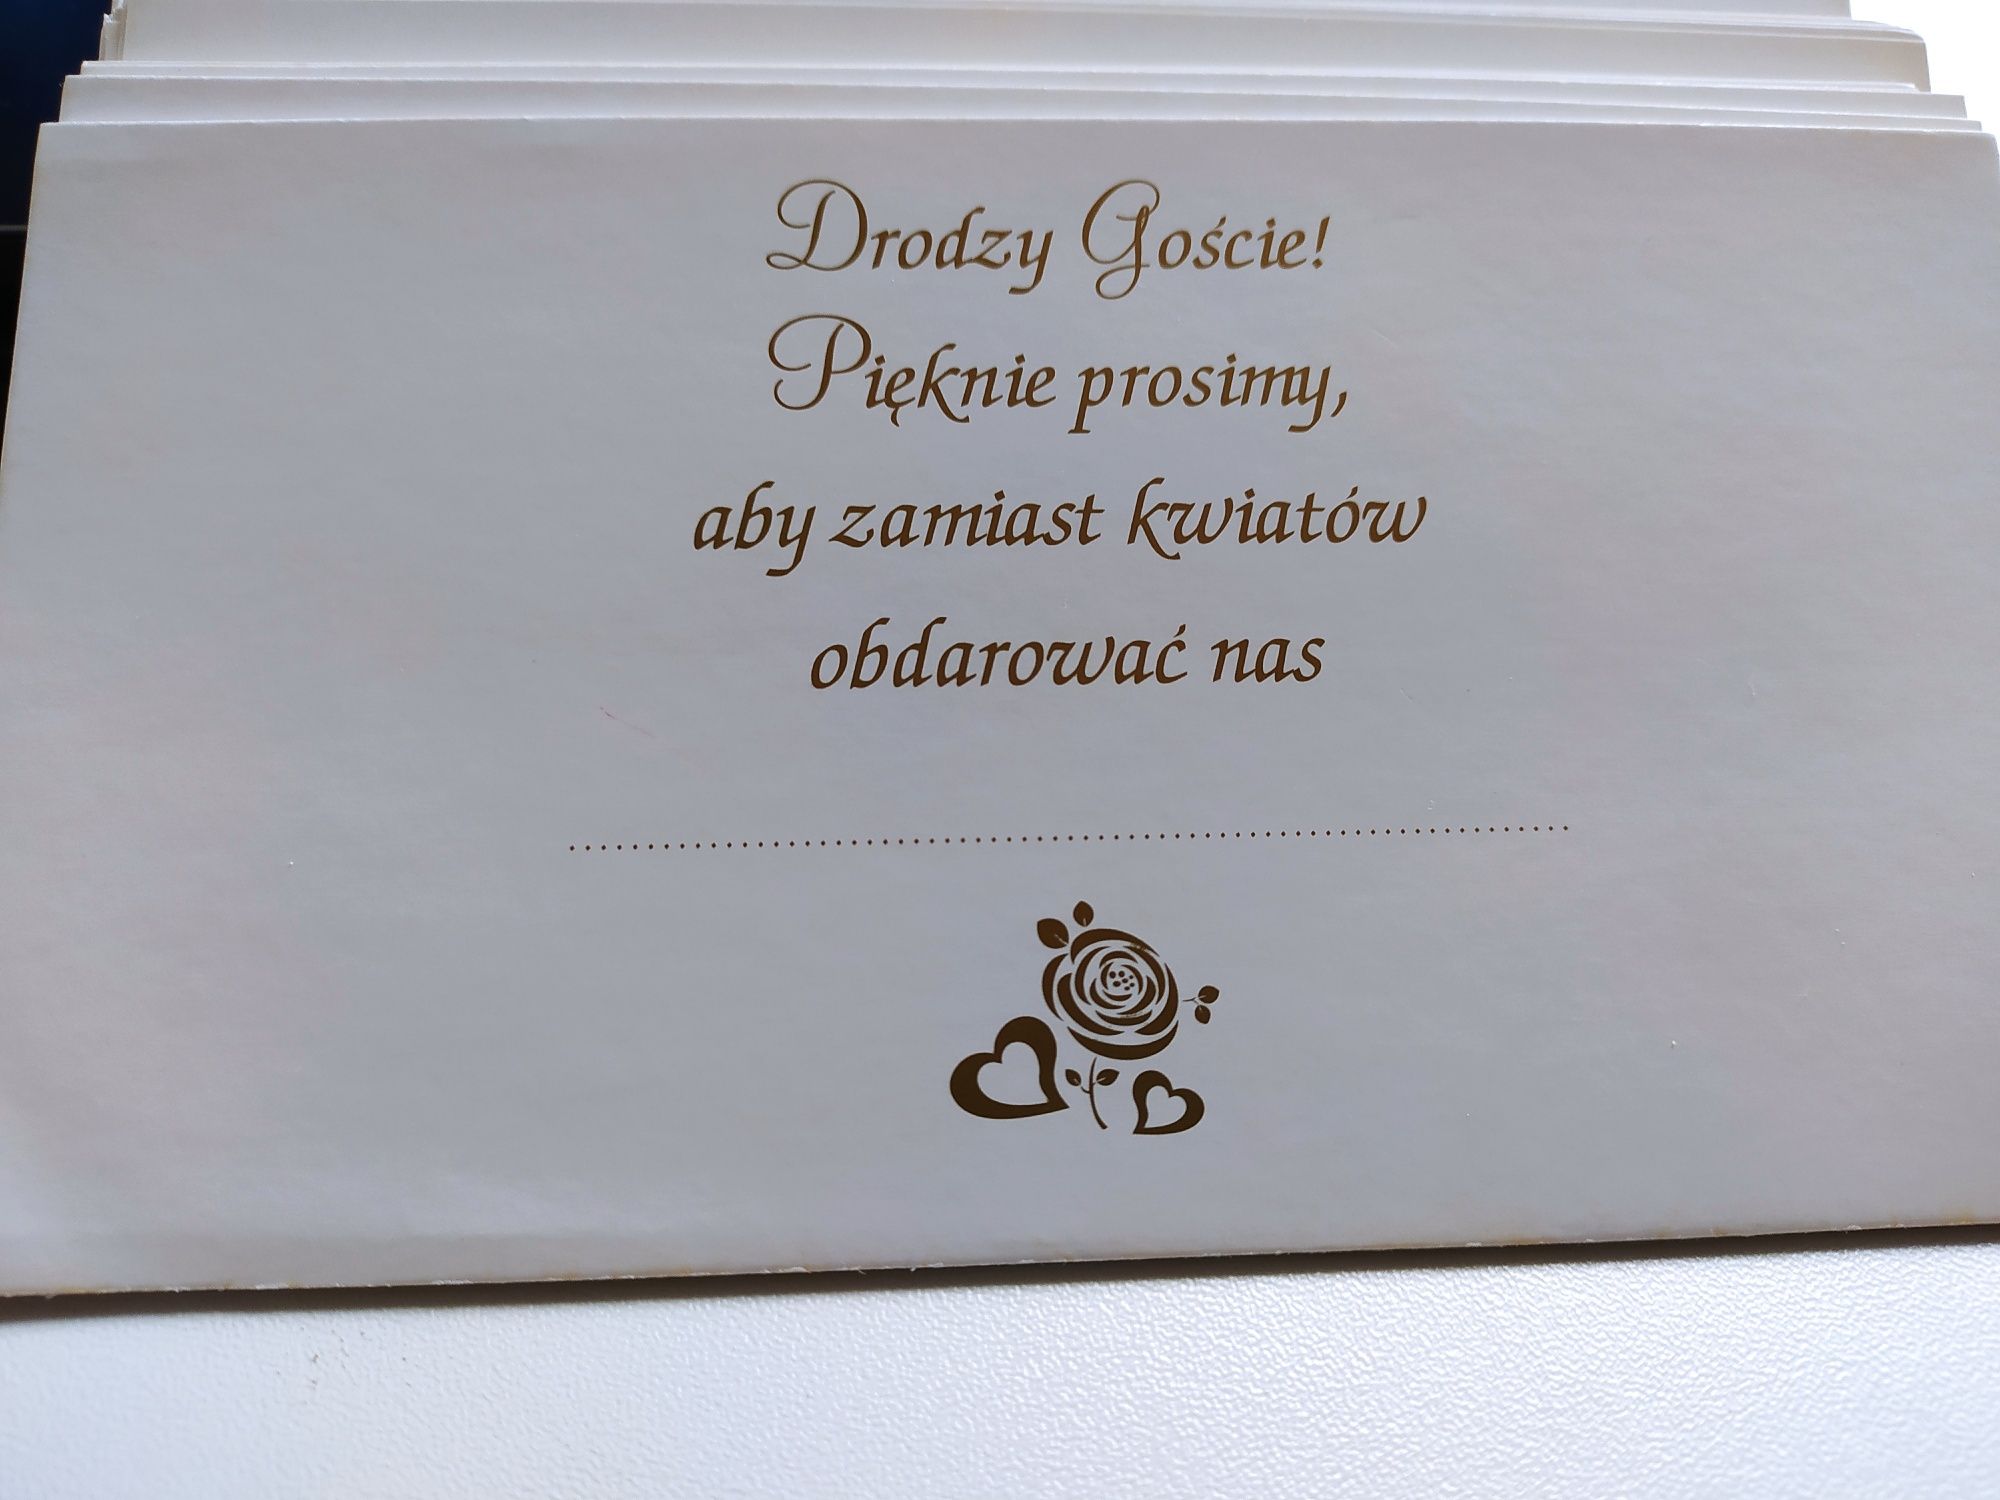 Drodzy Goście!
Pięknie prosimy,
aby zamiast kwiatów
obdarować nas